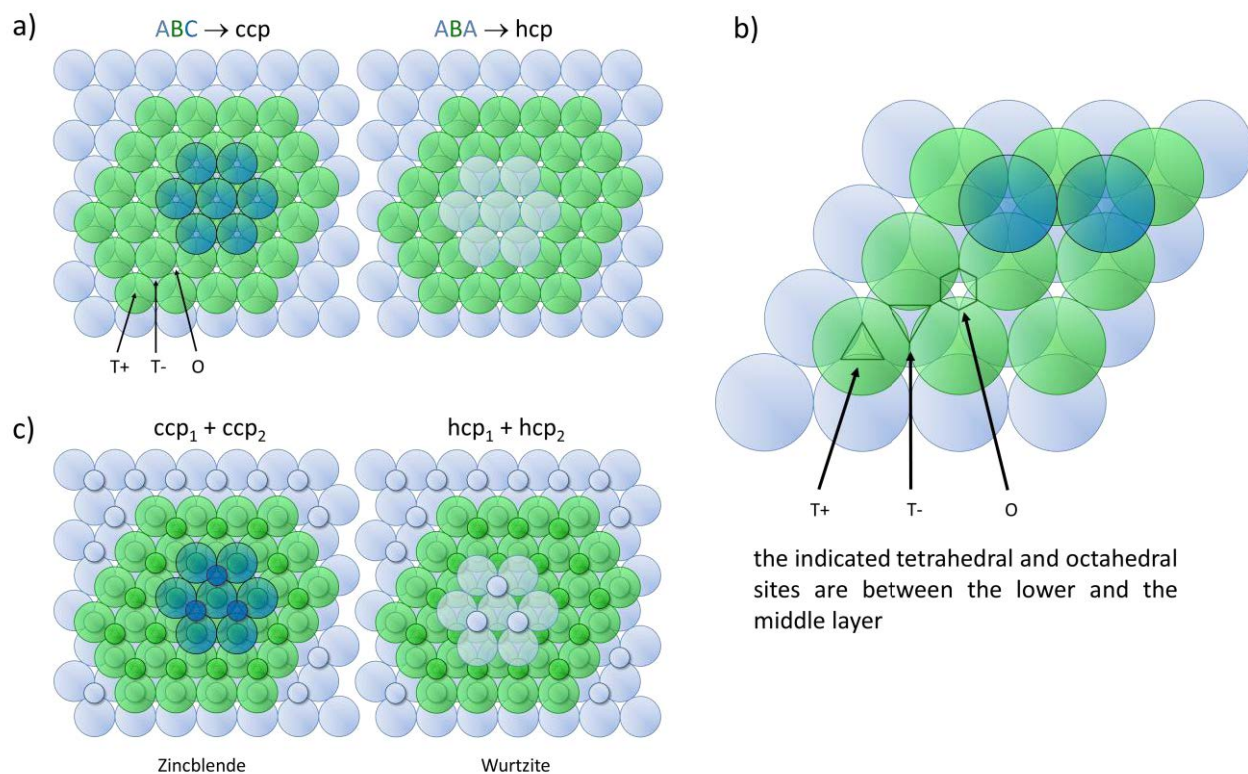 a)
ABC → ccp
ABA → hcp
T+
T-
O
b)
T+
T-
O
the indicated tetrahedral and octahedral
sites are between the lower and the
middle layer
c)
ccp₁ + ccp₂
hcp₁ + hcp₂
Zincblende
Wurtzite